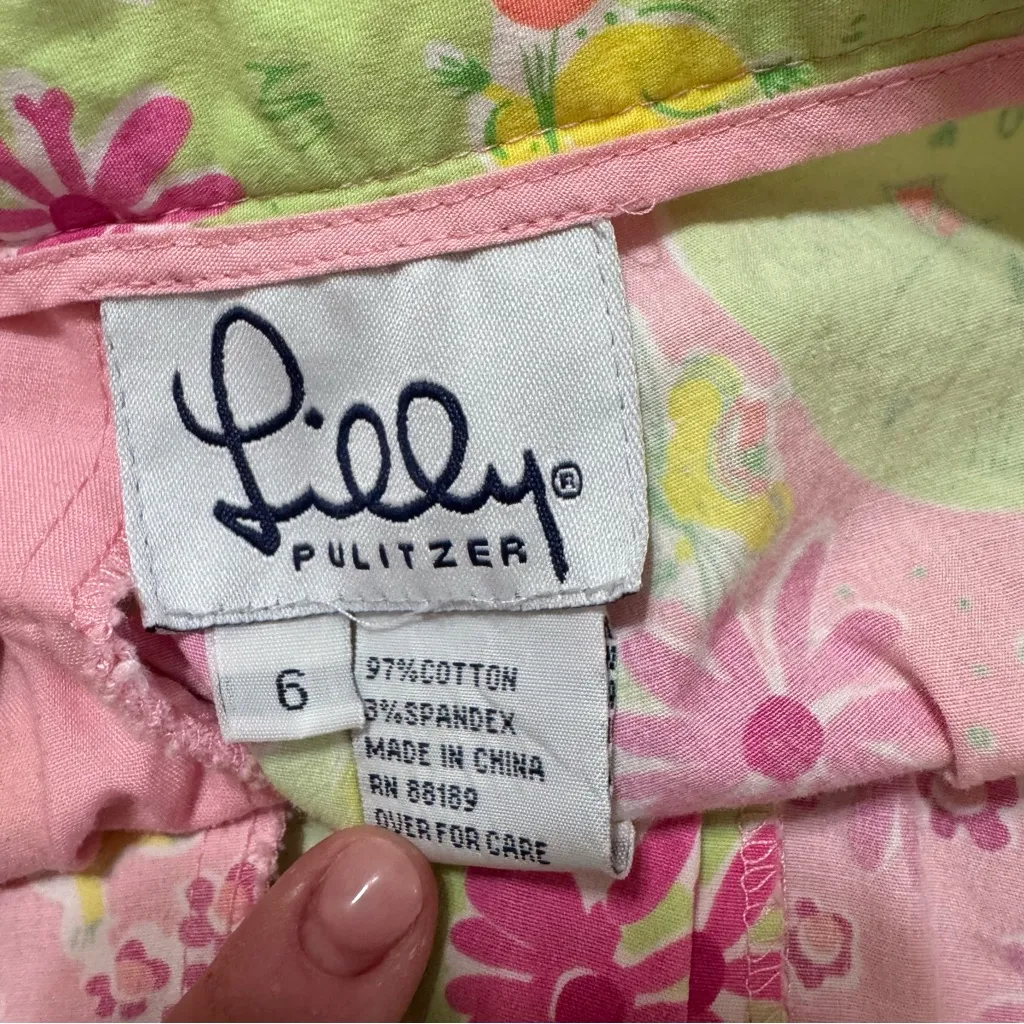 Lilly®
PULITZER
6
97%COTTON
3%SPANDEX
MADE IN CHINA
RN 88189
OVER FOR CARE